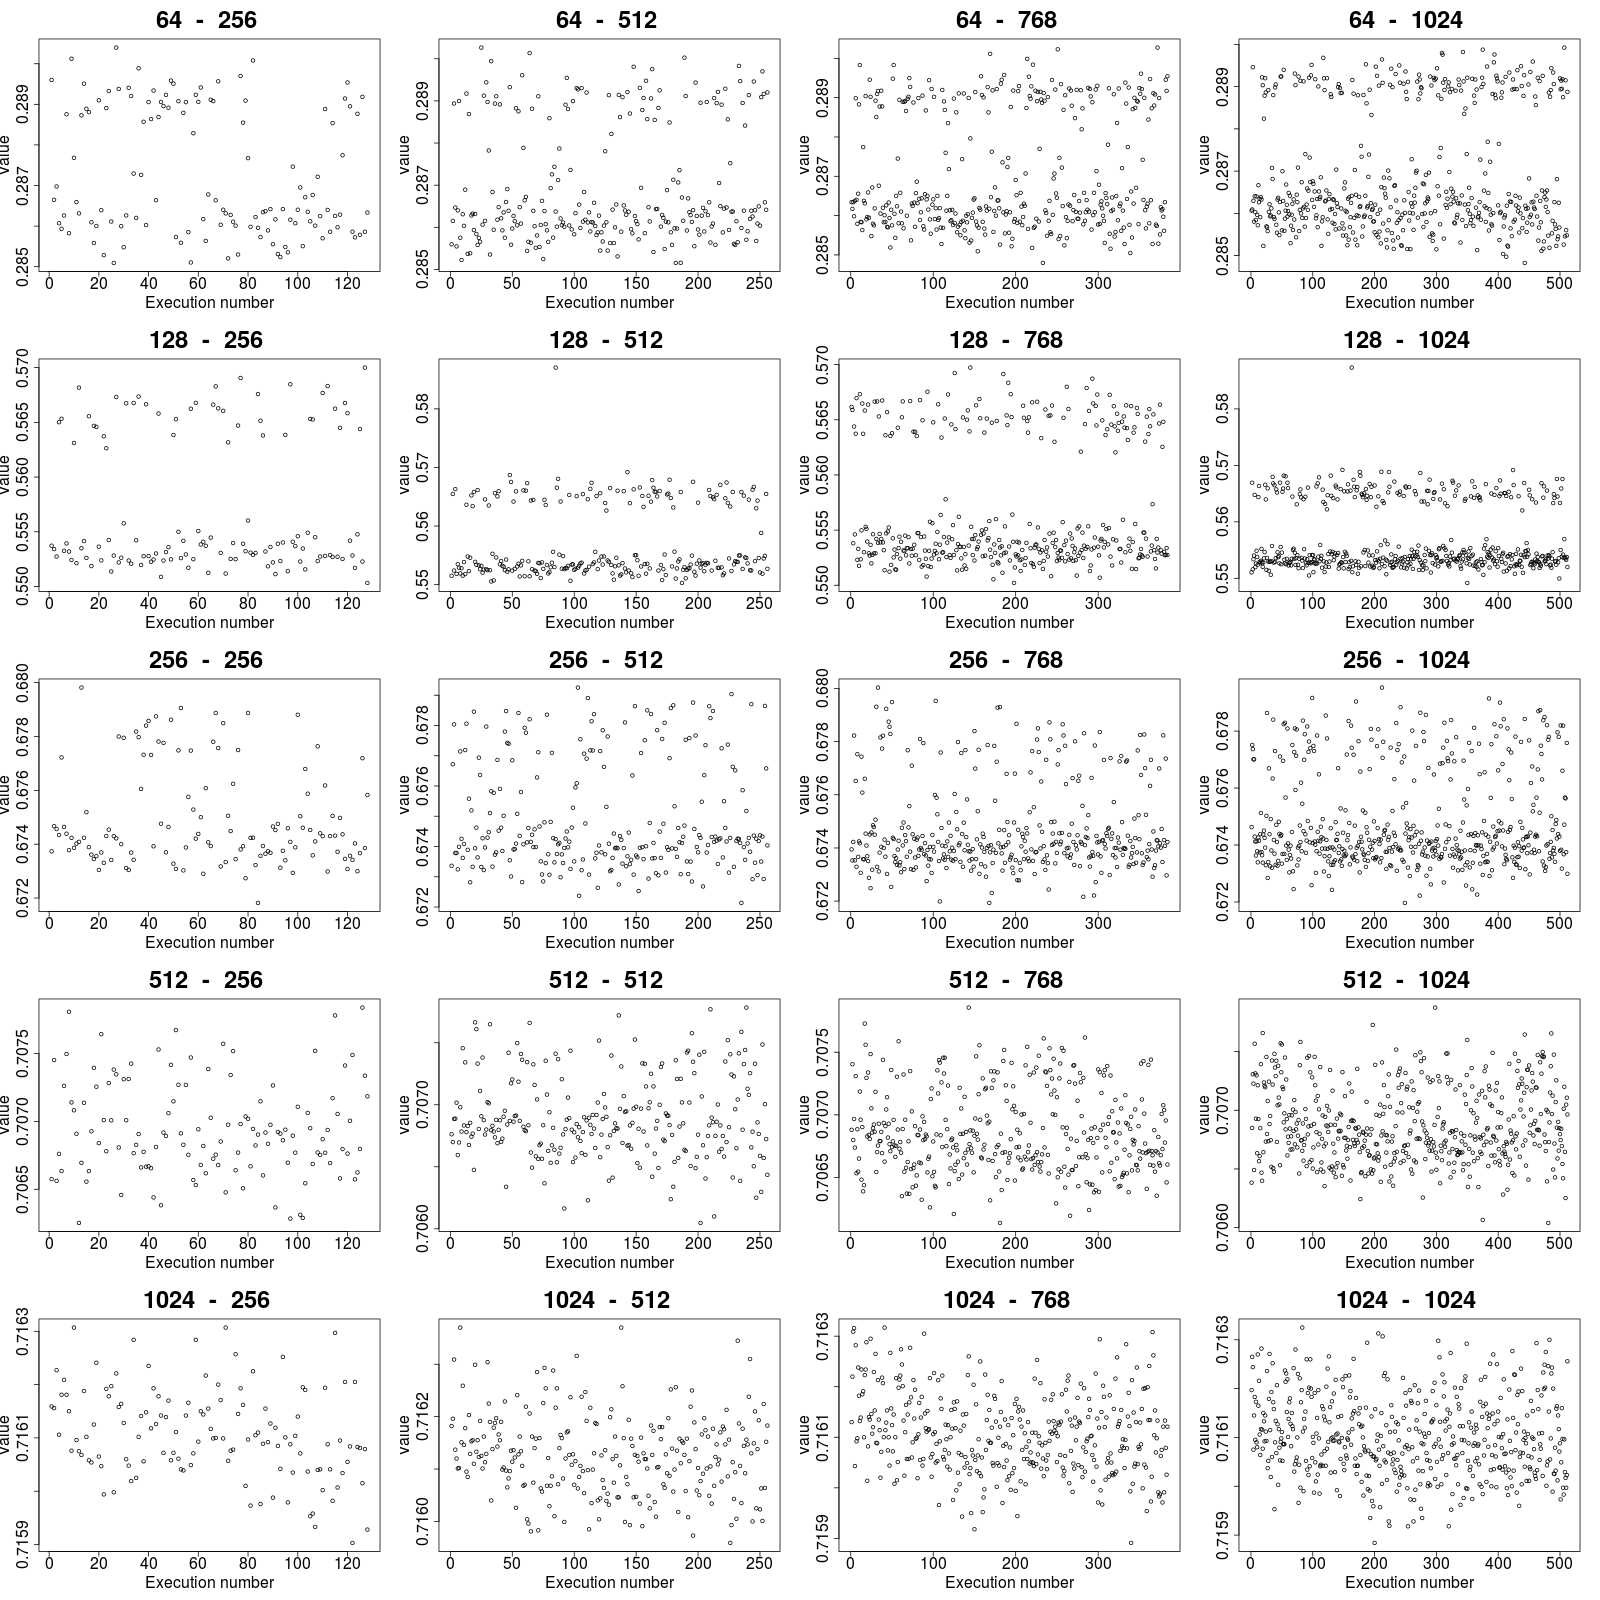 64 - 256
64 - 512
64 - 768
64 - 1024
value
0.285 0.287 0.289
0 20 40 60 80 100 120
Execution number
value
0.285 0.287 0.289
0 50 100 150 200 250
Execution number
value
0.285 0.287 0.289
0 100 200 300
Execution number
value
0.285 0.287 0.289
0 100 200 300 400 500
Execution number
128 - 256
128 - 512
128 - 768
128 - 1024
value
0.550 0.555 0.560 0.565 0.570
0 20 40 60 80 100 120
Execution number
value
0.55 0.56 0.57 0.58
0 50 100 150 200 250
Execution number
value
0.550 0.555 0.560 0.565 0.570
0 100 200 300
Execution number
value
0.55 0.56 0.57 0.58
0 100 200 300 400 500
Execution number
256 - 256
256 - 512
256 - 768
256 - 1024
value
0.672 0.674 0.676 0.678 0.680
0 20 40 60 80 100 120
Execution number
value
0.672 0.674 0.676 0.678
0 50 100 150 200 250
Execution number
value
0.672 0.674 0.676 0.678 0.680
0 100 200 300
Execution number
value
0.672 0.674 0.676 0.678
0 100 200 300 400 500
Execution number
512 - 256
512 - 512
512 - 768
512 - 1024
value
0.7065 0.7070 0.7075
0 20 40 60 80 100 120
Execution number
value
0.7060 0.7070
0 50 100 150 200 250
Execution number
value
0.7065 0.7070 0.7075
0 100 200 300
Execution number
value
0.7060 0.7070
0 100 200 300 400 500
Execution number
1024 - 256
1024 - 512
1024 - 768
1024 - 1024
value
0.7159 0.7161 0.7163
0 20 40 60 80 100 120
Execution number
value
0.7160 0.7162
0 50 100 150 200 250
Execution number
value
0.7159 0.7161 0.7163
0 100 200 300
Execution number
value
0.7159 0.7161 0.7163
0 100 200 300 400 500
Execution number